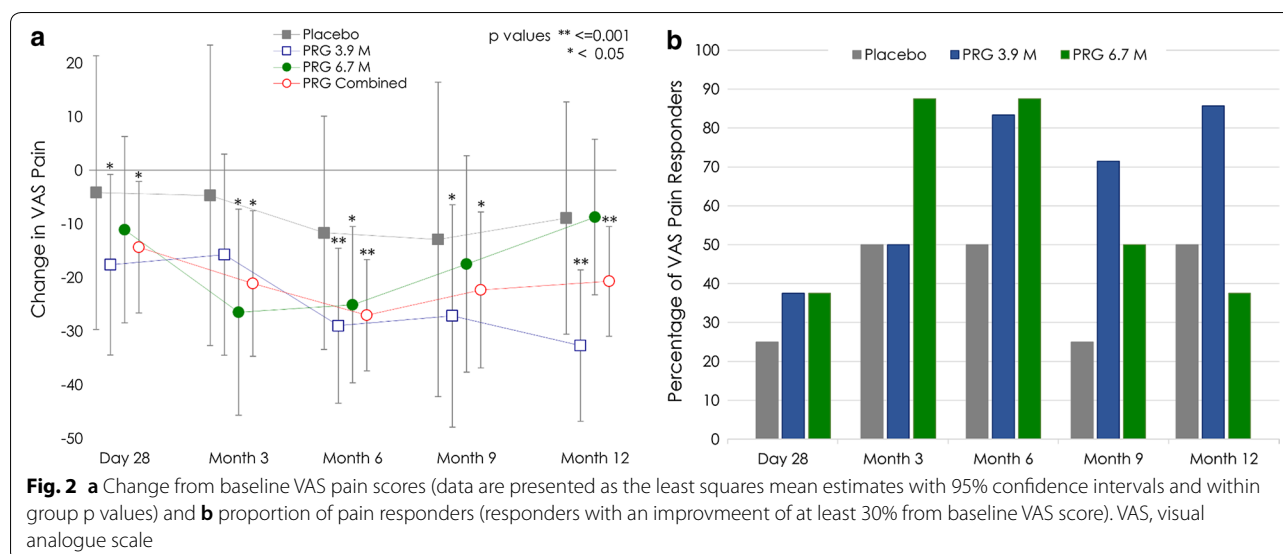 a
Placebo
PRG 3.9 M
PRG 6.7 M
PRG Combined
p values ** <=0.001
* < 0.05
Change in VAS Pain
20
10
0
-10
-20
-30
-40
-50
* * * * ** * ** * * ** **
Day 28 Month 3 Month 6 Month 9 Month 12
b
Placebo PRG 3.9 M PRG 6.7 M
Percentage of VAS Pain Responders
100
90
80
70
60
50
40
30
20
10
0
Day 28 Month 3 Month 6 Month 9 Month 12
Fig. 2 a Change from baseline VAS pain scores (data are presented as the least squares mean estimates with 95% confidence intervals and within
group p values) and b proportion of pain responders (responders with an improvmeent of at least 30% from baseline VAS score). VAS, visual
analogue scale